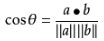 cos θ = a • b / ||a|| ||b||